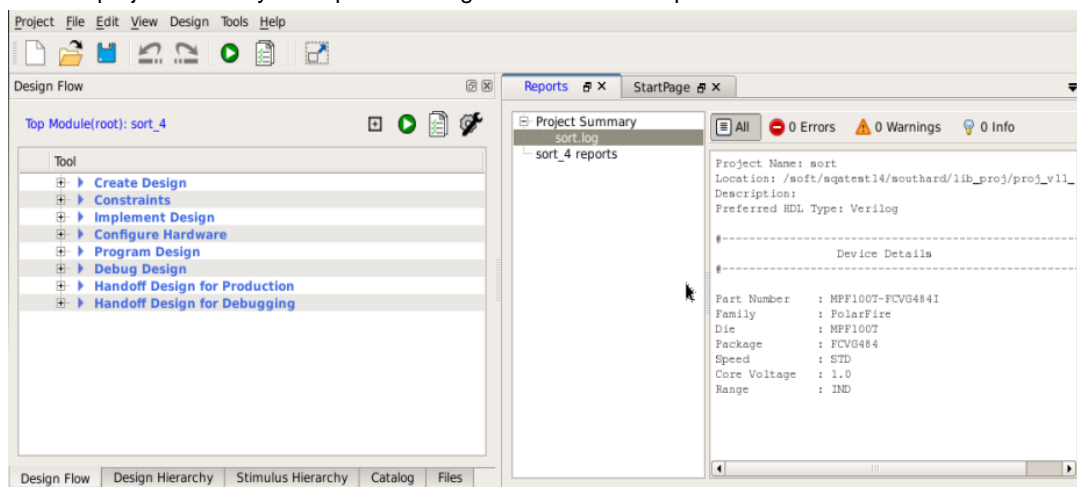 Project File Edit View Design Tools Help
Design Flow
Top Module(root): sort_4
Tool
Create Design
Constraints
Implement Design
Configure Hardware
Program Design
Debug Design
Handoff Design for Production
Handoff Design for Debugging
Design Flow Design Hierarchy Stimulus Hierarchy Catalog Files
Reports StartPage
Project Summary
sort.log
sort_4 reports
All 0 Errors 0 Warnings 0 Info
Project Name: sort
Location: /soft/sqatest14/southard/lib_proj/proj_v11_
Description:
Preferred HDL Type: Verilog
#------------------------------------------------
Device Details
#------------------------------------------------
Part Number : MPF100T-FCVG484I
Family : PolarFire
Die : MPF100T
Package : FCVG484
Speed : STD
Core Voltage : 1.0
Range : IND